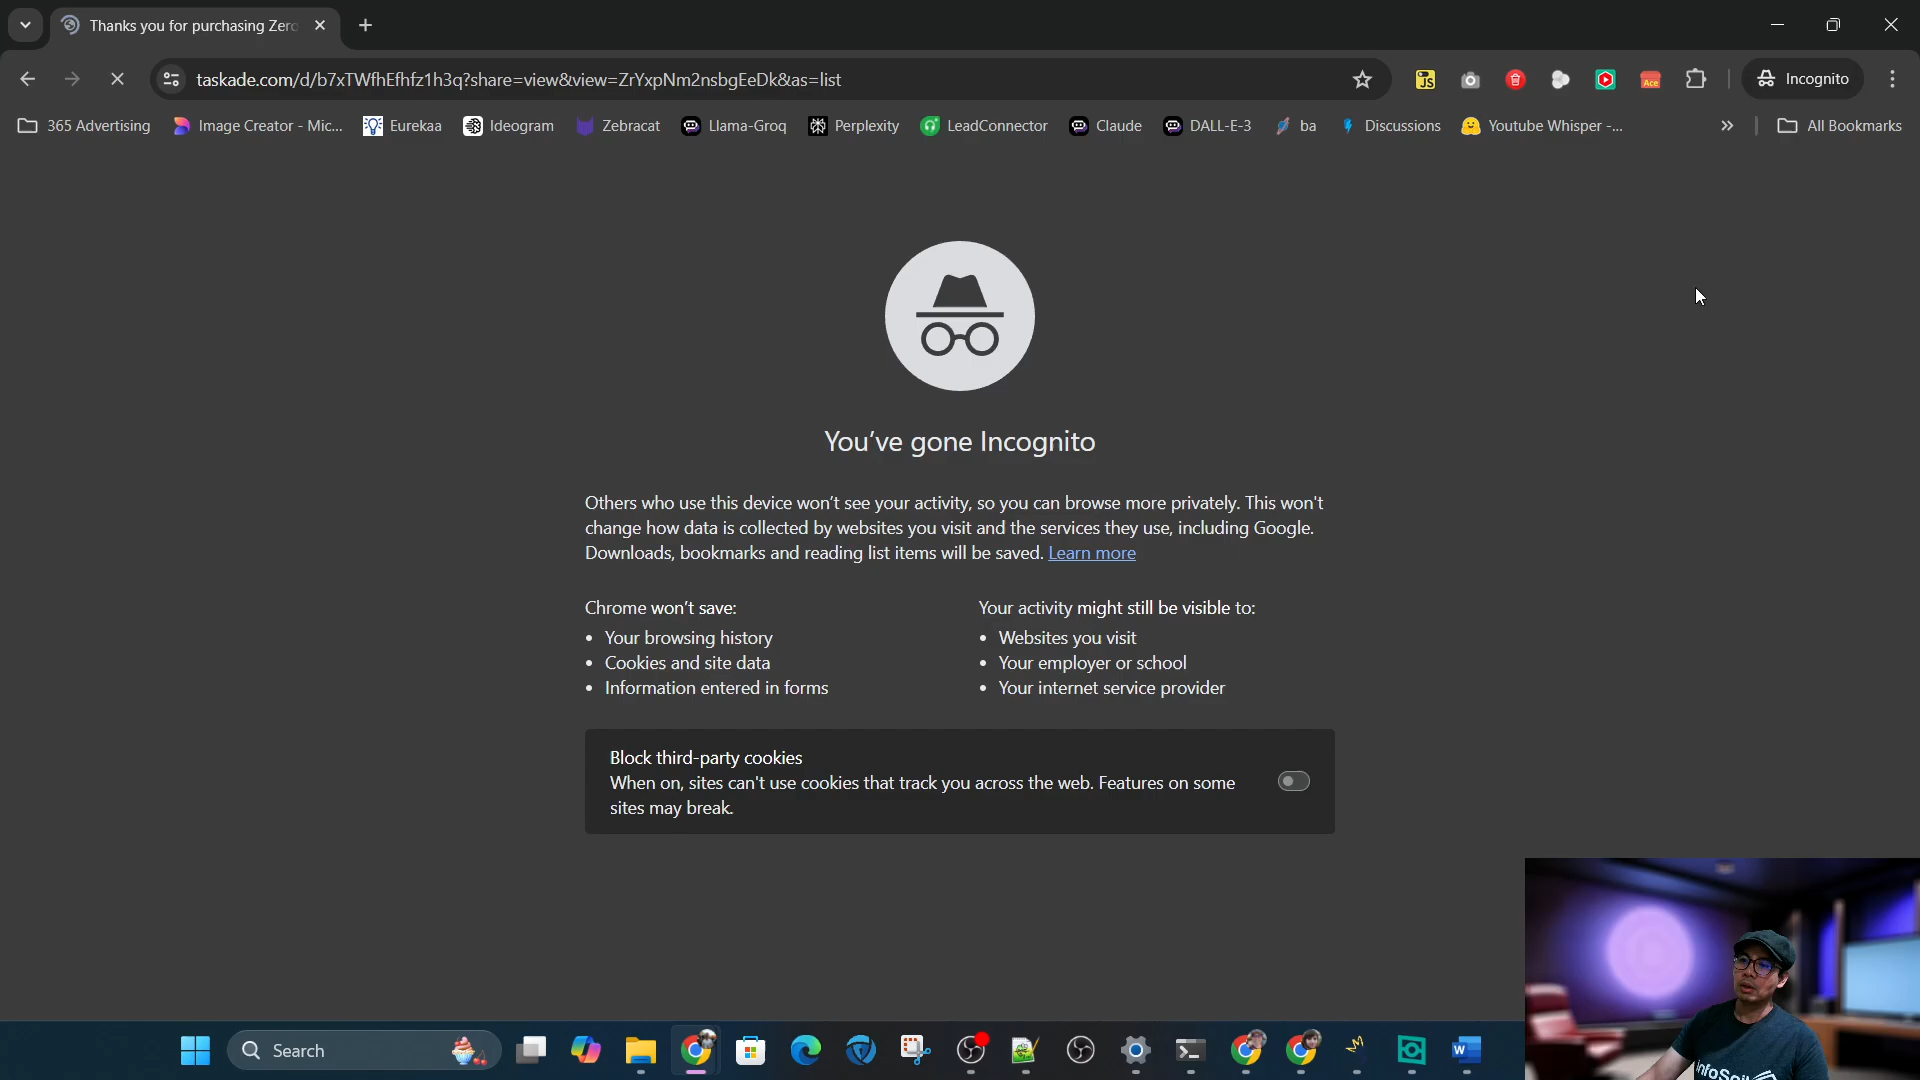 Thanks you for purchasing Zero
taskade.com/d/b7xTWfhEfhfz1h3q?share=view&view=ZrYxpNm2nsbgEeDk&as=list
JS
Ace
Incognito
365 Advertising
Image Creator - Mic...
Eurekaa
Ideogram
Zebracat
Llama-Groq
Perplexity
LeadConnector
Claude
DALL-E-3
ba
Discussions
Youtube Whisper -...
All Bookmarks
You've gone Incognito
Others who use this device won't see your activity, so you can browse more privately. This won't
change how data is collected by websites you visit and the services they use, including Google.
Downloads, bookmarks and reading list items will be saved. Learn more
Chrome won't save:
Your browsing history
Cookies and site data
Information entered in forms
Your activity might still be visible to:
Websites you visit
Your employer or school
Your internet service provider
Block third-party cookies
When on, sites can't use cookies that track you across the web. Features on some
sites may break.
Search